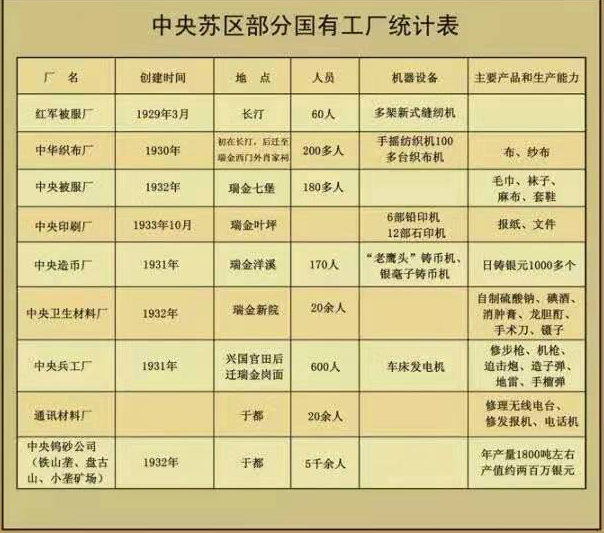 中央苏区部分国有工厂统计表
厂 名 创建时间 地 点 人员 机器设备 主要产品和生产能力
红军被服厂 1929年3月 长汀 60人 多架新式缝纫机
中华织布厂 1930年 初在长汀，后迁至 瑞金西门外肖家祠 200多人 手摇纺织机100 多台织布机 布、纱布
中央被服厂 1932年 瑞金七堡 180多人 毛巾、袜子、 麻布、套鞋
中央印刷厂 1933年10月 瑞金叶坪 6部铅印机 12部石印机 报纸、文件
中央造币厂 1931年 瑞金洋溪 170人 “老鹰头”铸币机、 银毫子铸币机 日铸银元1000多个
中央卫生材料厂 1932年 瑞金新院 20余人 自制硫酸钠、碘酒、 消肿膏、龙胆酊、 手术刀、镊子
中央兵工厂 1931年 兴国官田后 迁瑞金岗面 600人 车床发电机 修步枪、机枪、 迫击炮、造子弹、 地雷、手榴弹
通讯材料厂 于都 20余人 修理无线电台、 修发报机、电话机
中央钨砂公司 （铁山垄、盘古 山、小垄矿场） 1932年 于都 5千余人 年产量1800吨左右 产值约两百万银元